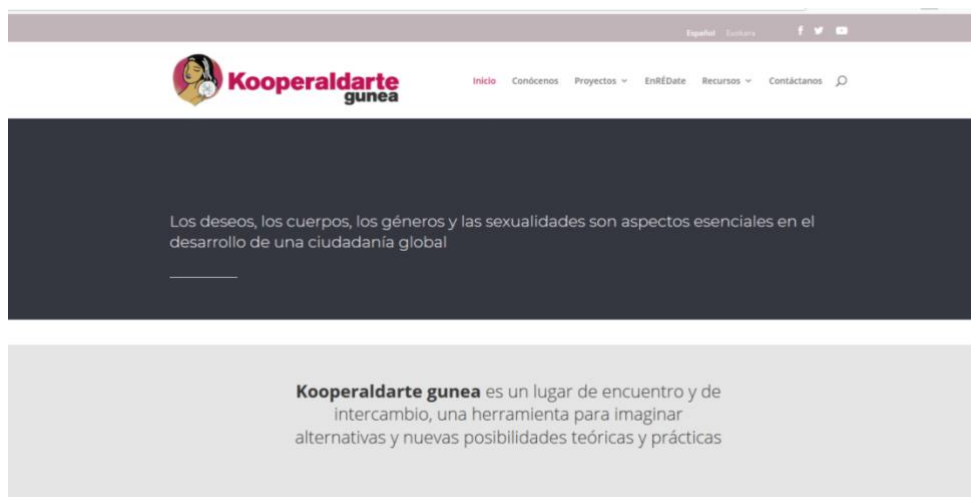 Español Euskara
Kooperaldarte
gunea
Inicio Conócenos Proyectos EnREDate Recursos Contáctanos
Los deseos, los cuerpos, los géneros y las sexualidades son aspectos esenciales en el
desarrollo de una ciudadanía global
Kooperaldarte gunea es un lugar de encuentro y de
intercambio, una herramienta para imaginar
alternativas y nuevas posibilidades teóricas y prácticas